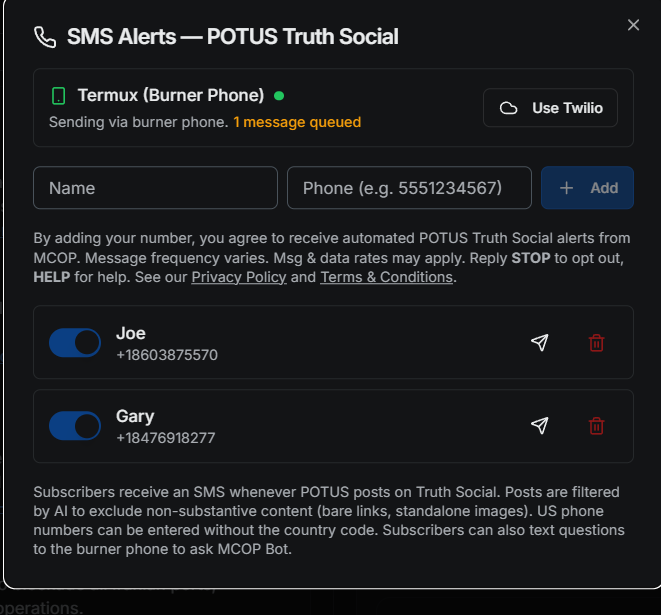 SMS Alerts — POTUS Truth Social
Termux (Burner Phone)
Sending via burner phone. 1 message queued
Use Twilio
Name
Phone (e.g. 5551234567)
+ Add
By adding your number, you agree to receive automated POTUS Truth Social alerts from
MCOP. Message frequency varies. Msg & data rates may apply. Reply STOP to opt out,
HELP for help. See our Privacy Policy and Terms & Conditions.
Joe
+18603875570
Gary
+18476918277
Subscribers receive an SMS whenever POTUS posts on Truth Social. Posts are filtered
by AI to exclude non-substantive content (bare links, standalone images). US phone
numbers can be entered without the country code. Subscribers can also text questions
to the burner phone to ask MCOP Bot.
operations.